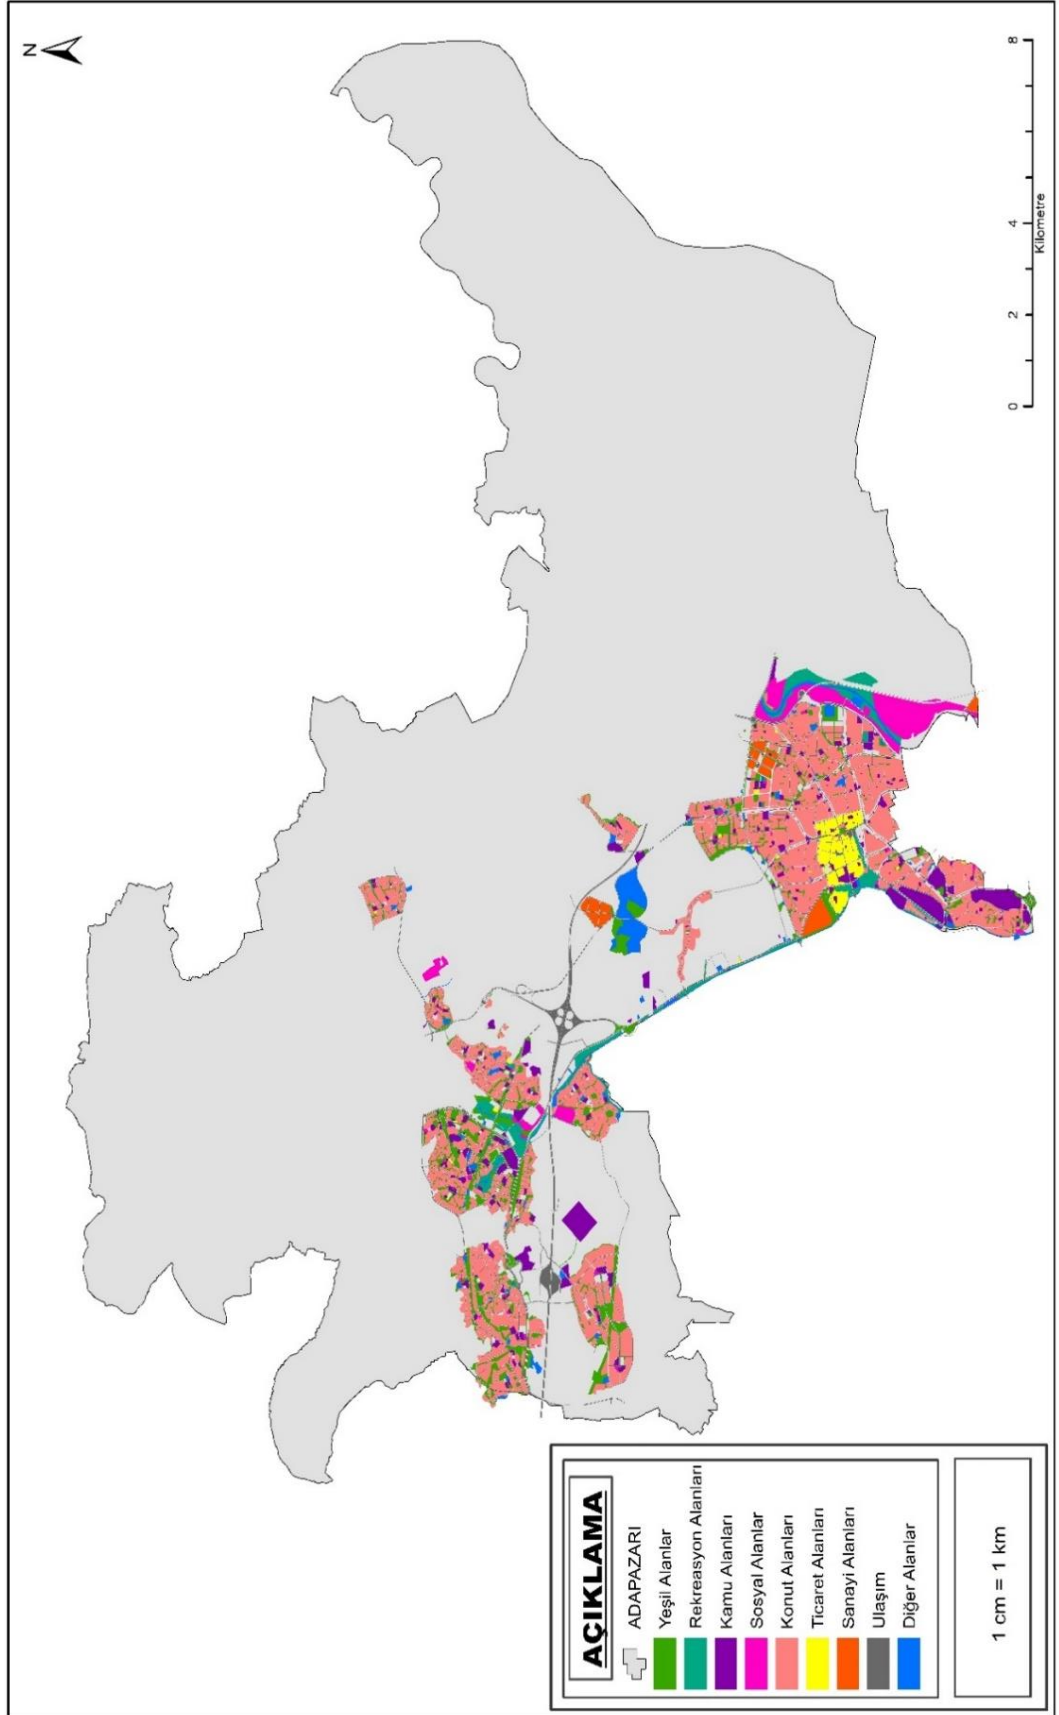 N
AÇIKLAMA
ADAPAZARI
Yeşil Alanlar
Rekreasyon Alanları
Kamu Alanları
Sosyal Alanlar
Konut Alanları
Ticaret Alanları
Sanayi Alanları
Ulaşım
Diğer Alanlar
1 cm = 1 km
0 2 4 8
Kilometre